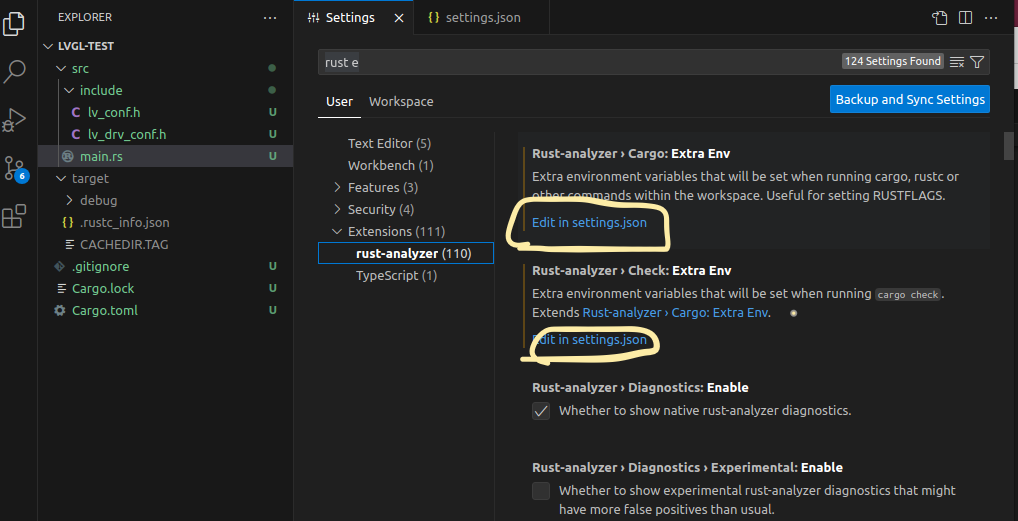 EXPLORER
LVGL-TEST
src
include
C lv_conf.h U
C lv_drv_conf.h U
main.rs U
target
debug
{} .rustc_info.json
CACHEDIR.TAG
.gitignore U
Cargo.lock U
Cargo.toml U
6
Settings
{} settings.json
rust e
124 Settings Found
User
Workspace
Backup and Sync Settings
Text Editor (5)
Workbench (1)
Features (3)
Security (4)
Extensions (111)
rust-analyzer (110)
TypeScript (1)
Rust-analyzer › Cargo: Extra Env
Extra environment variables that will be set when running cargo, rustc or
other commands within the workspace. Useful for setting RUSTFLAGS.
Edit in settings.json
Rust-analyzer › Check: Extra Env
Extra environment variables that will be set when running cargo check.
Extends Rust-analyzer › Cargo: Extra Env.
Edit in settings.json
Rust-analyzer › Diagnostics: Enable
Whether to show native rust-analyzer diagnostics.
Rust-analyzer › Diagnostics › Experimental: Enable
Whether to show experimental rust-analyzer diagnostics that might
have more false positives than usual.